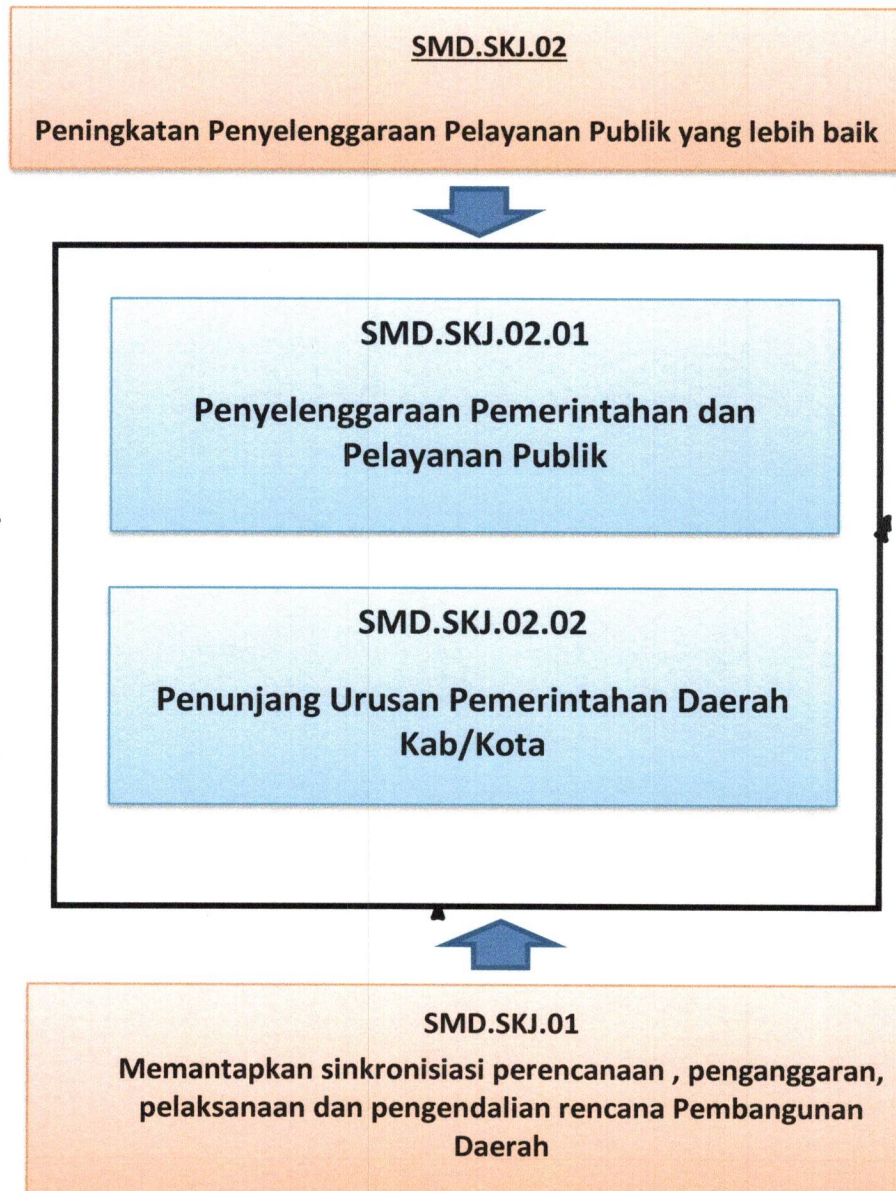 SMD.SKJ.02
Peningkatan Penyelenggaraan Pelayanan Publik yang lebih baik
SMD.SKJ.02.01
Penyelenggaraan Pemerintahan dan
Pelayanan Publik
SMD.SKJ.02.02
Penunjang Urusan Pemerintahan Daerah
Kab/Kota
SMD.SKJ.01
Memantapkan sinkronisiasi perencanaan , penganggaran,
pelaksanaan dan pengendalian rencana Pembangunan
Daerah